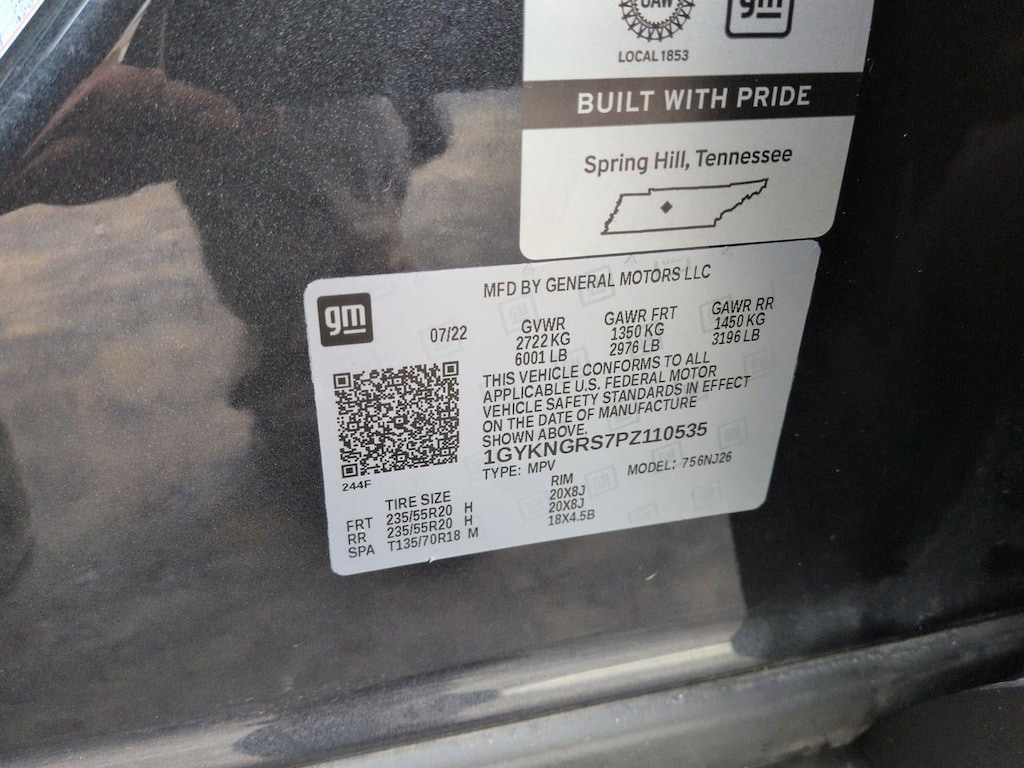 UAW
gm
LOCAL 1853
BUILT WITH PRIDE
Spring Hill, Tennessee
MFD BY GENERAL MOTORS LLC
gm
07/22 GVWR GAWR FRT GAWR RR
2722 KG 1350 KG 1450 KG
6001 LB 2976 LB 3196 LB
THIS VEHICLE CONFORMS TO ALL
APPLICABLE U.S. FEDERAL MOTOR
VEHICLE SAFETY STANDARDS IN EFFECT
ON THE DATE OF MANUFACTURE
SHOWN ABOVE.
1GYKNGRS7PZ110535
TYPE: MPV MODEL: 756NJ26
244F
TIRE SIZE RIM
FRT 235/55R20 H 20X8J
RR 235/55R20 H 20X8J
SPA T135/70R18 M 18X4.5B